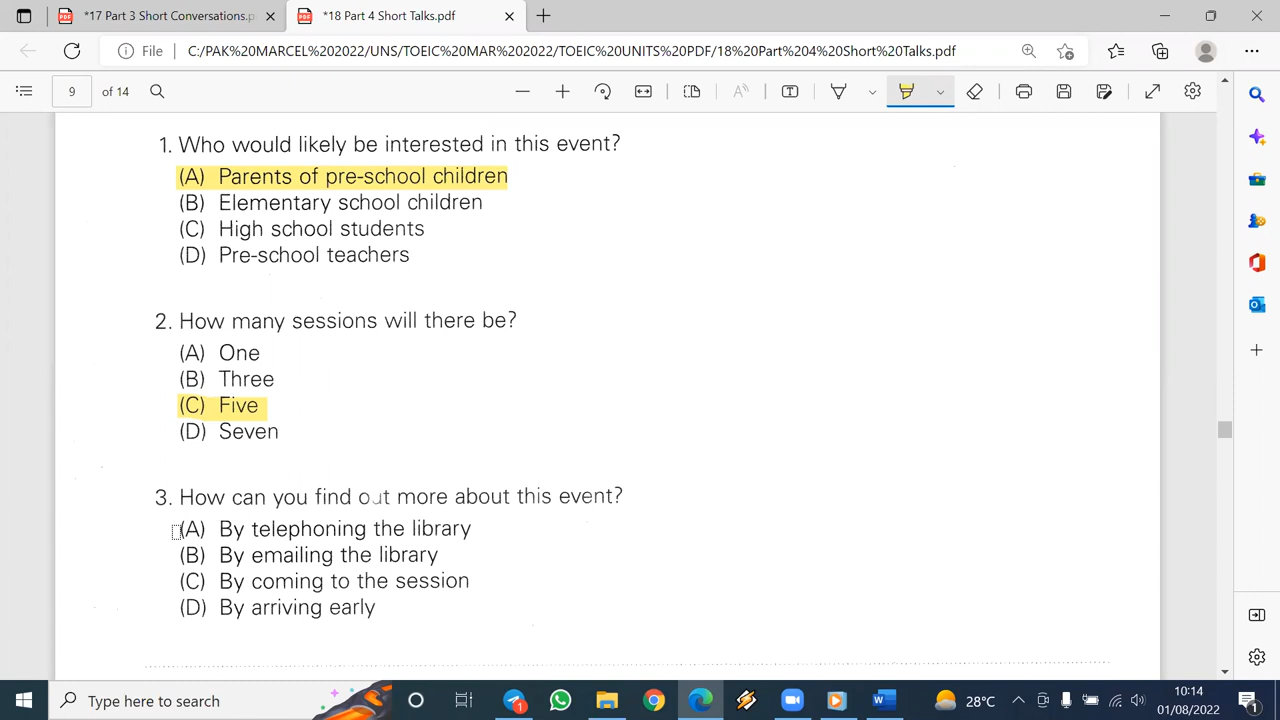 *17 Part 3 Short Conversations.p
*18 Part 4 Short Talks.pdf
File
C:/PAK%20MARCEL%202022/UNS/TOEIC%20MAR%202022/TOEIC%20UNITS%20PDF/18%20Part%204%20Short%20Talks.pdf
9 of 14
1. Who would likely be interested in this event?
(A) Parents of pre-school children
(B) Elementary school children
(C) High school students
(D) Pre-school teachers
2. How many sessions will there be?
(A) One
(B) Three
(C) Five
(D) Seven
3. How can you find out more about this event?
(A) By telephoning the library
(B) By emailing the library
(C) By coming to the session
(D) By arriving early
Type here to search
1
28°C
10:14
01/08/2022
1